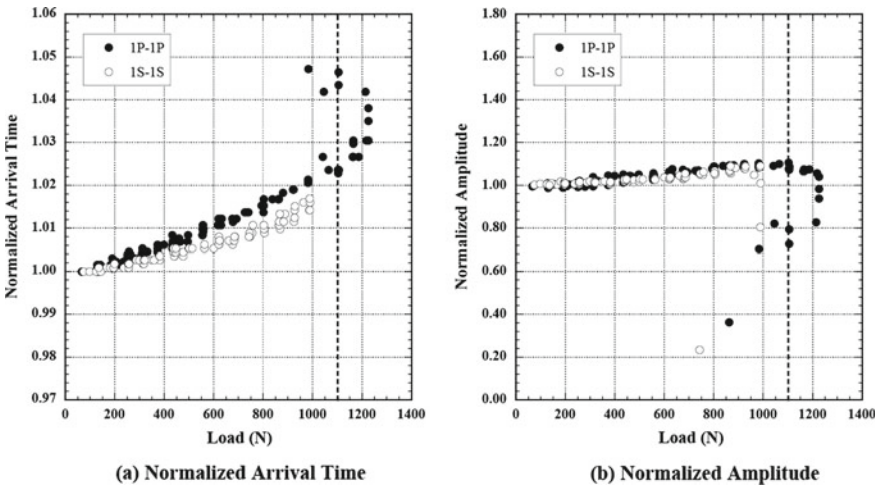 1.06
1.05
1.04
1.03
1.02
1.01
1.00
0.99
0.98
0.97
Normalized Arrival Time
1P-1P
1S-1S
0 200 400 600 800 1000 1200 1400
Load (N)
(a) Normalized Arrival Time
1.80
1.60
1.40
1.20
1.00
0.80
0.60
0.40
0.20
0.00
Normalized Amplitude
1P-1P
1S-1S
0 200 400 600 800 1000 1200 1400
Load (N)
(b) Normalized Amplitude